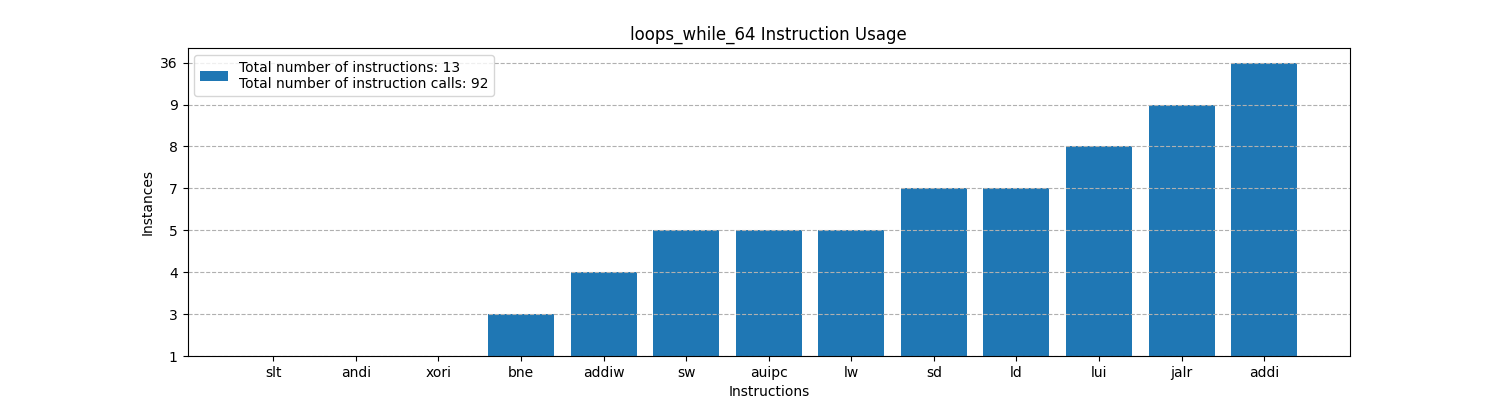 loops_while_64 Instruction Usage
Total number of instructions: 13
Total number of instruction calls: 92
Instances
36
9
8
7
5
4
3
1
slt andi xori bne addiw sw auipc lw sd ld lui jalr addi
Instructions